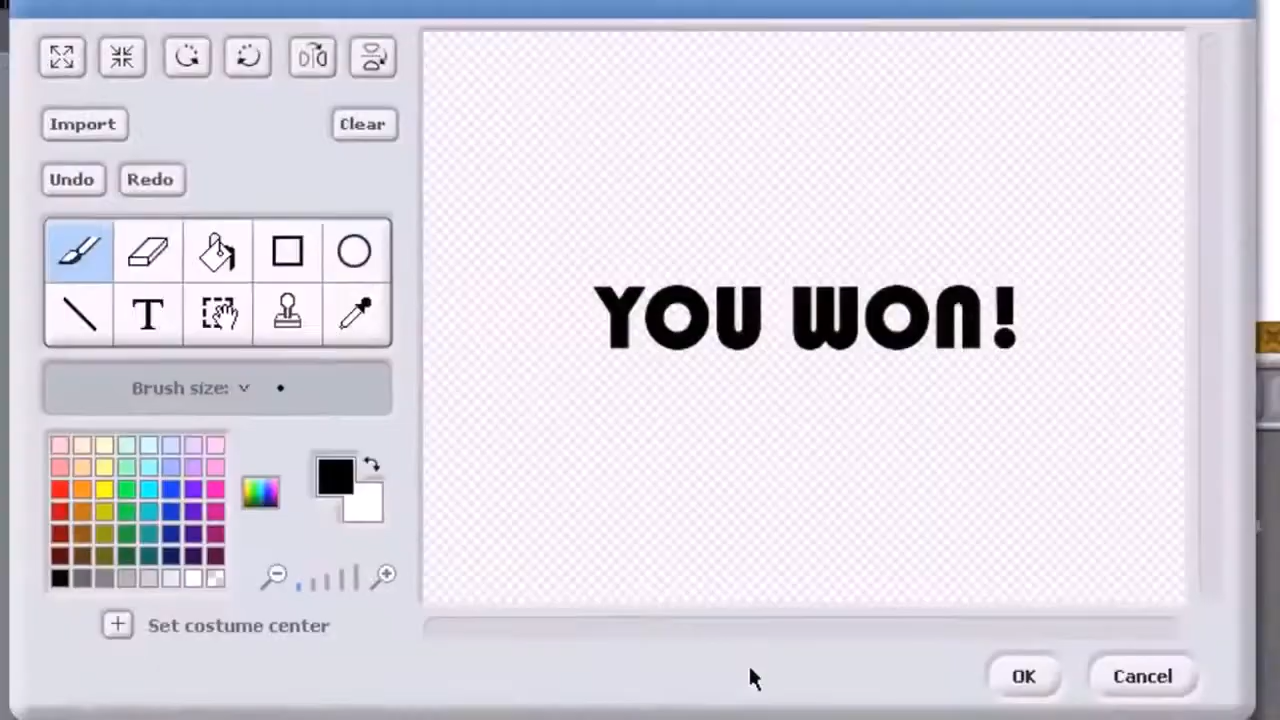 Import
Clear
Undo
Redo
T
YOU WON!
Brush size:
Set costume center
OK
Cancel